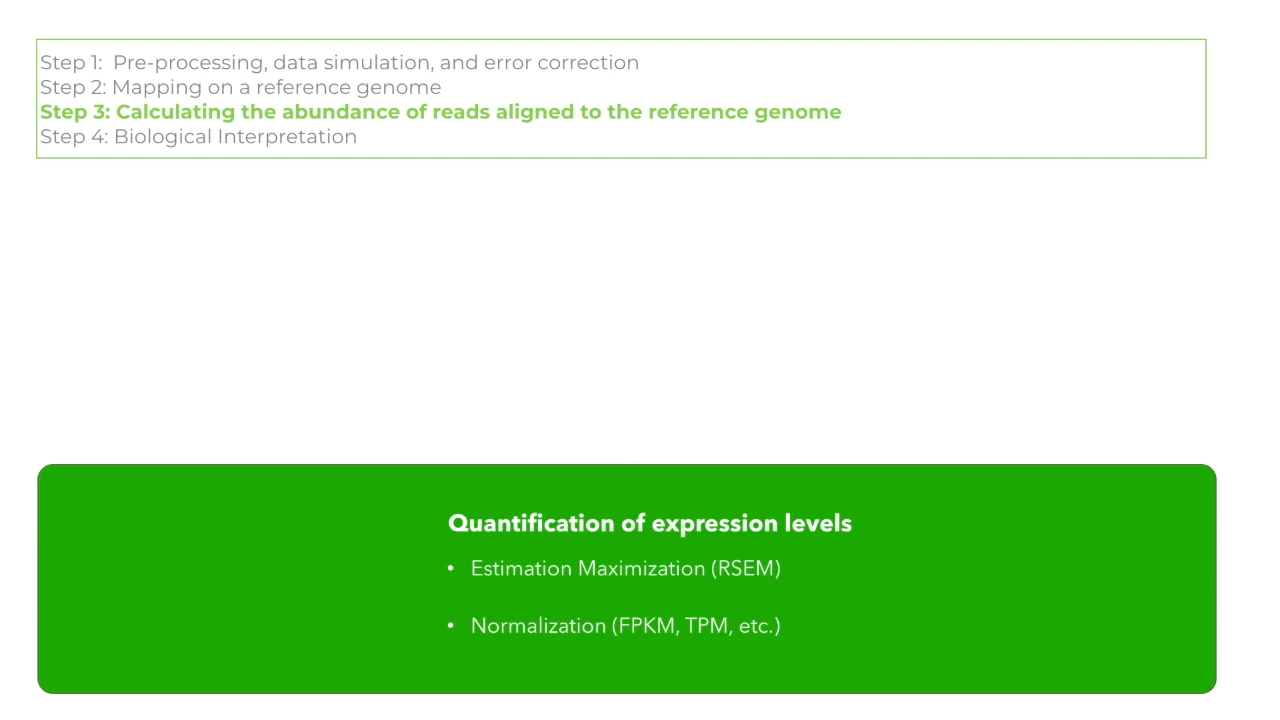 Step 1:  Pre-processing, data simulation, and error correction
Step 2: Mapping on a reference genome
Step 3: Calculating the abundance of reads aligned to the reference genome
Step 4: Biological Interpretation
Quantification of expression levels
• Estimation Maximization (RSEM)
• Normalization (FPKM, TPM, etc.)